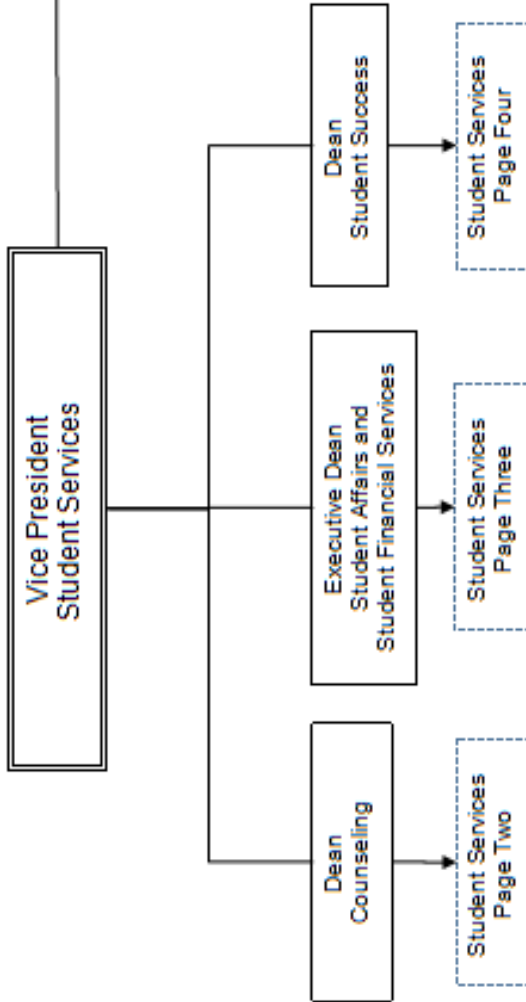 Vice President
Student Services
Dean
Counseling
Executive Dean
Student Affairs and
Student Financial Services
Dean
Student Success
Student Services
Page Two
Student Services
Page Three
Student Services
Page Four